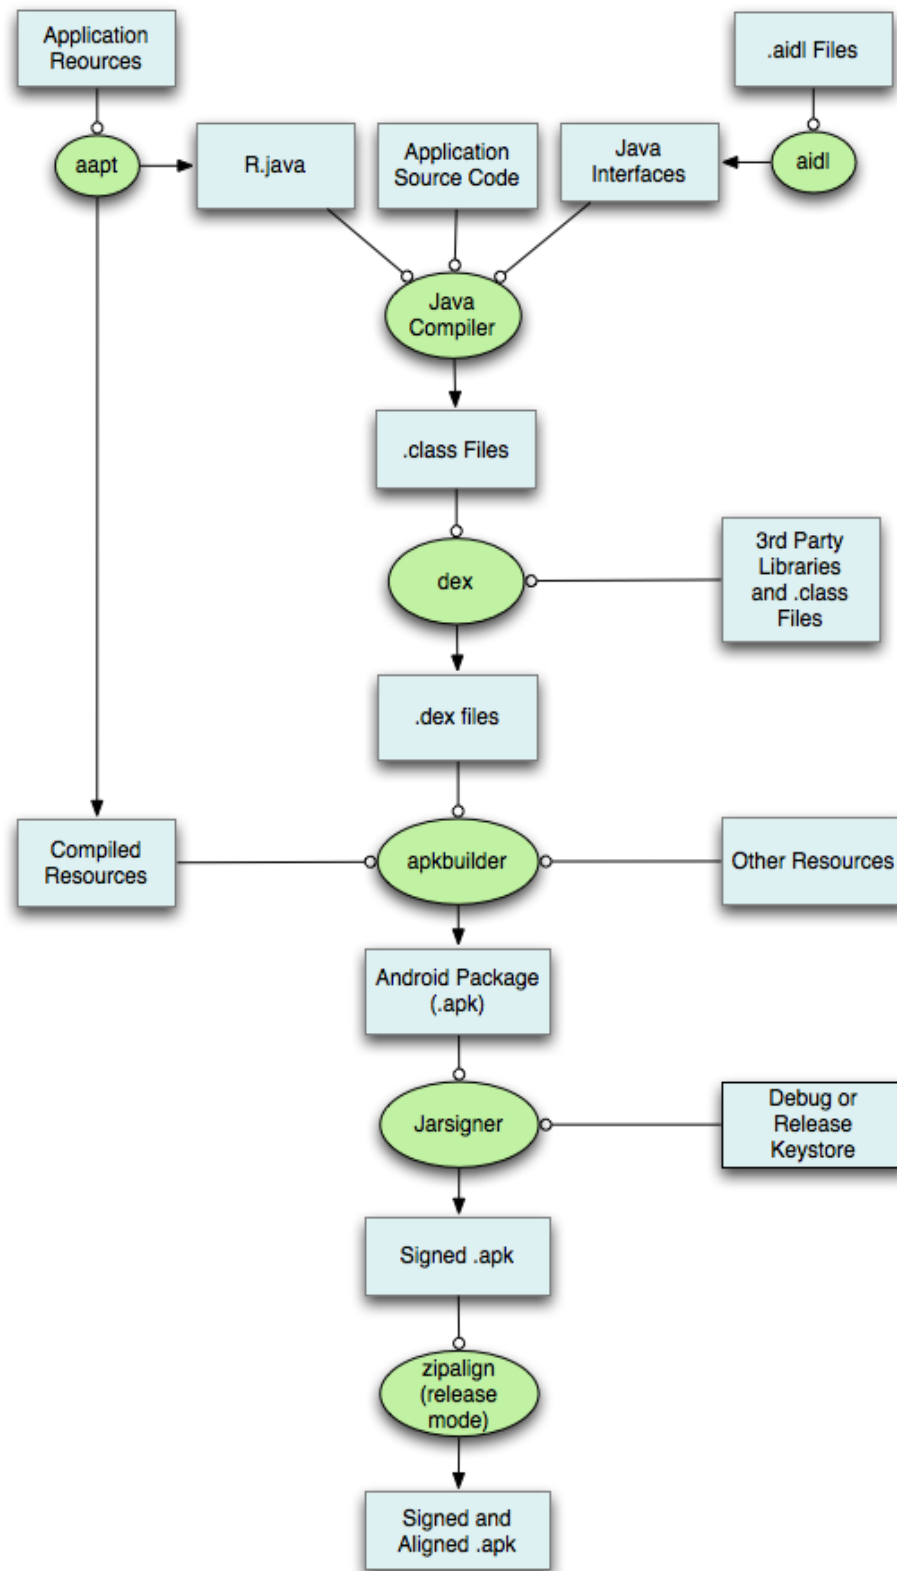 Application
Reources
.aidl Files
aapt
R.java
Application
Source Code
Java
Interfaces
aidl
Java
Compiler
.class Files
3rd Party
Libraries
and .class
Files
dex
.dex files
Compiled
Resources
apkbuilder
Other Resources
Android Package
(.apk)
Jarsigner
Debug or
Release
Keystore
Signed .apk
zipalign
(release
mode)
Signed and
Aligned .apk